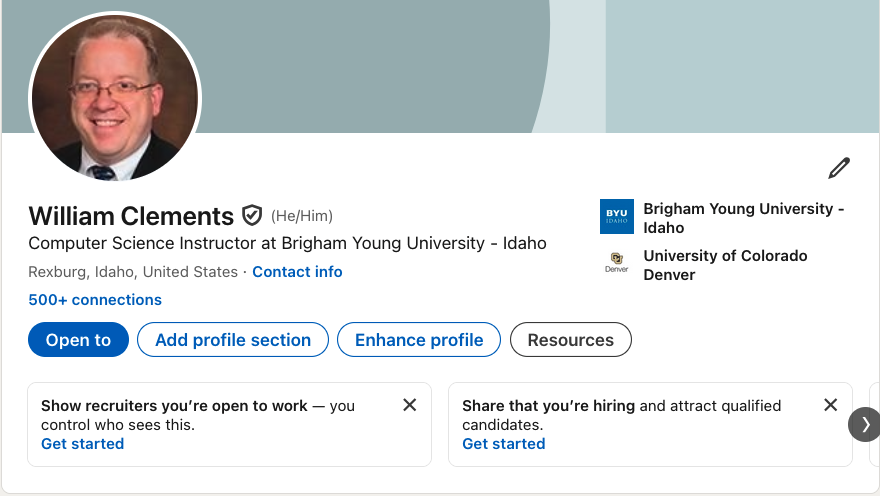 William Clements (He/Him)
Computer Science Instructor at Brigham Young University - Idaho
Rexburg, Idaho, United States · Contact info
500+ connections
BYU
IDAHO
Brigham Young University -
Idaho
Denver
University of Colorado
Denver
Open to
Add profile section
Enhance profile
Resources
Show recruiters you’re open to work — you
control who sees this.
Get started
Share that you’re hiring and attract qualified
candidates.
Get started